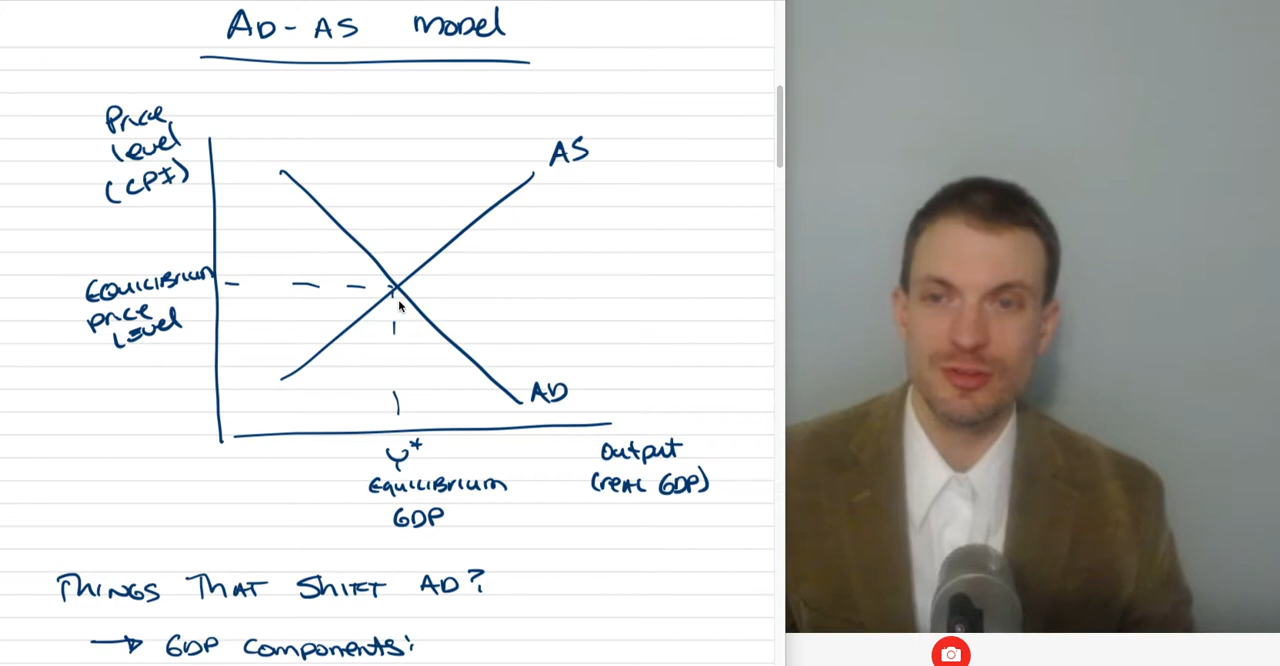 AD-AS model
Price
Level
(CPI)
AS
Equilibrium
Price
Level
AD
Y*
Equilibrium
GDP
Output
(real GDP)
THINGS THAT SHIFT AD?
→ GDP components: